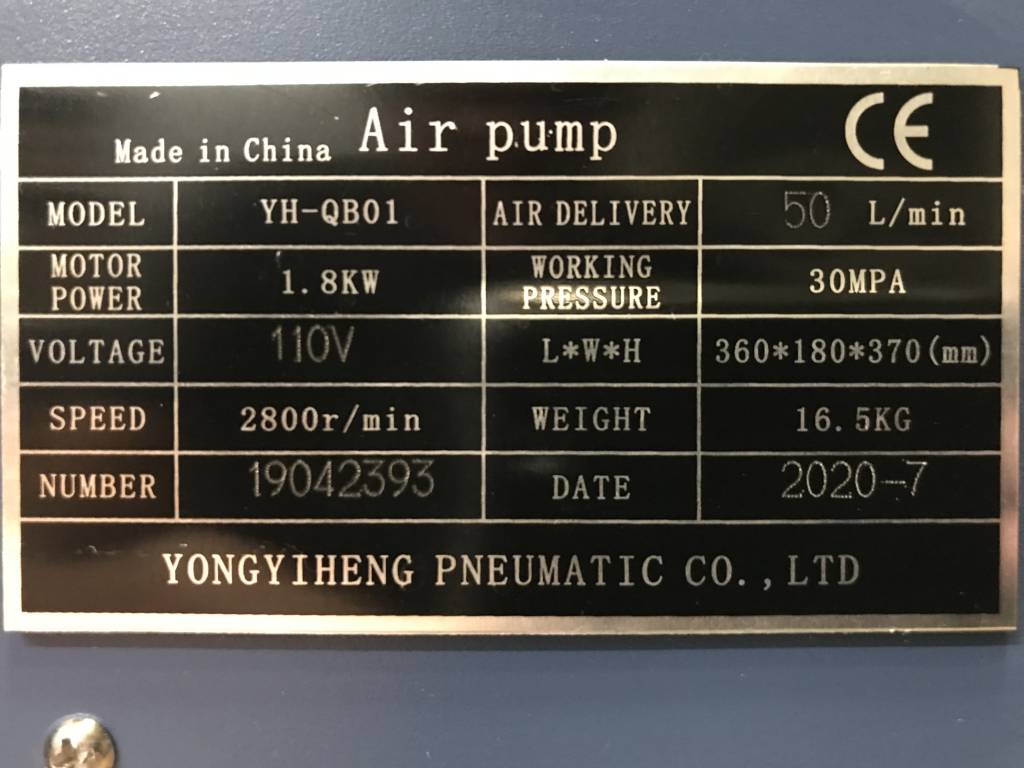 Made in China Air pump CE
MODEL YH-QB01 AIR DELIVERY 50 L/min
MOTOR POWER 1.8KW WORKING PRESSURE 30MPA
VOLTAGE 110V L*W*H 360*180*370(mm)
SPEED 2800r/min WEIGHT 16.5KG
NUMBER 19042393 DATE 2020-7
YONGYIHENG PNEUMATIC CO.,LTD